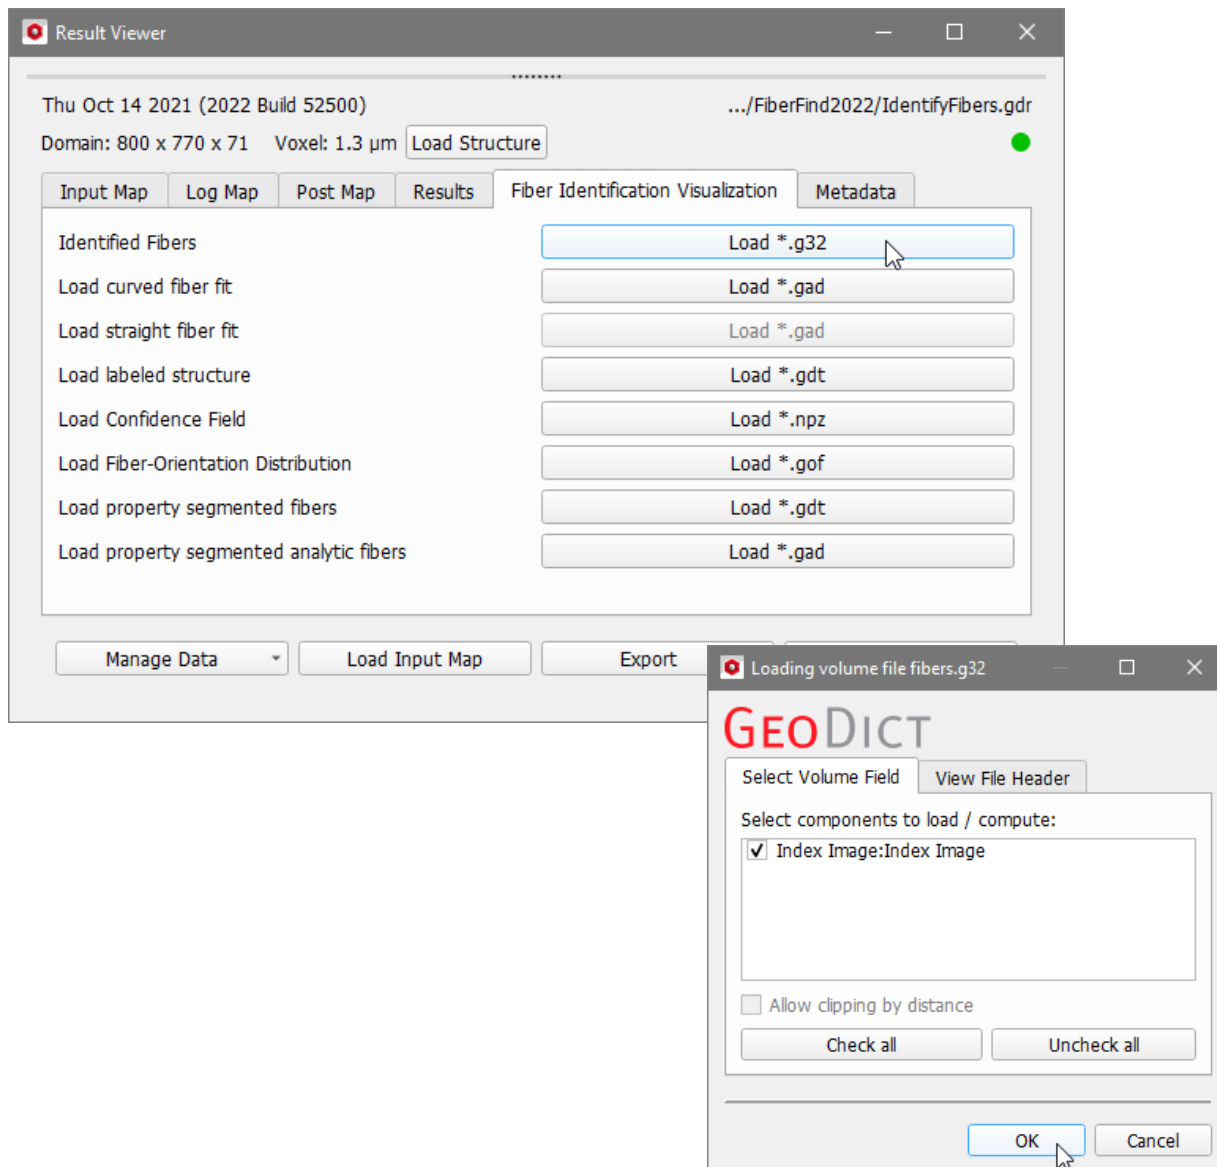 Result Viewer
Thu Oct 14 2021 (2022 Build 52500) .../FiberFind2022/IdentifyFibers.gdr
Domain: 800 x 770 x 71 Voxel: 1.3 µm Load Structure
Input Map Log Map Post Map Results Fiber Identification Visualization Metadata
Identified Fibers Load *.g32
Load curved fiber fit Load *.gad
Load straight fiber fit Load *.gad
Load labeled structure Load *.gdt
Load Confidence Field Load *.npz
Load Fiber-Orientation Distribution Load *.gof
Load property segmented fibers Load *.gdt
Load property segmented analytic fibers Load *.gad
Manage Data Load Input Map Export
Loading volume file fibers.g32
GEODICT
Select Volume Field View File Header
Select components to load / compute:
Index Image:Index Image
Allow clipping by distance
Check all Uncheck all
OK Cancel